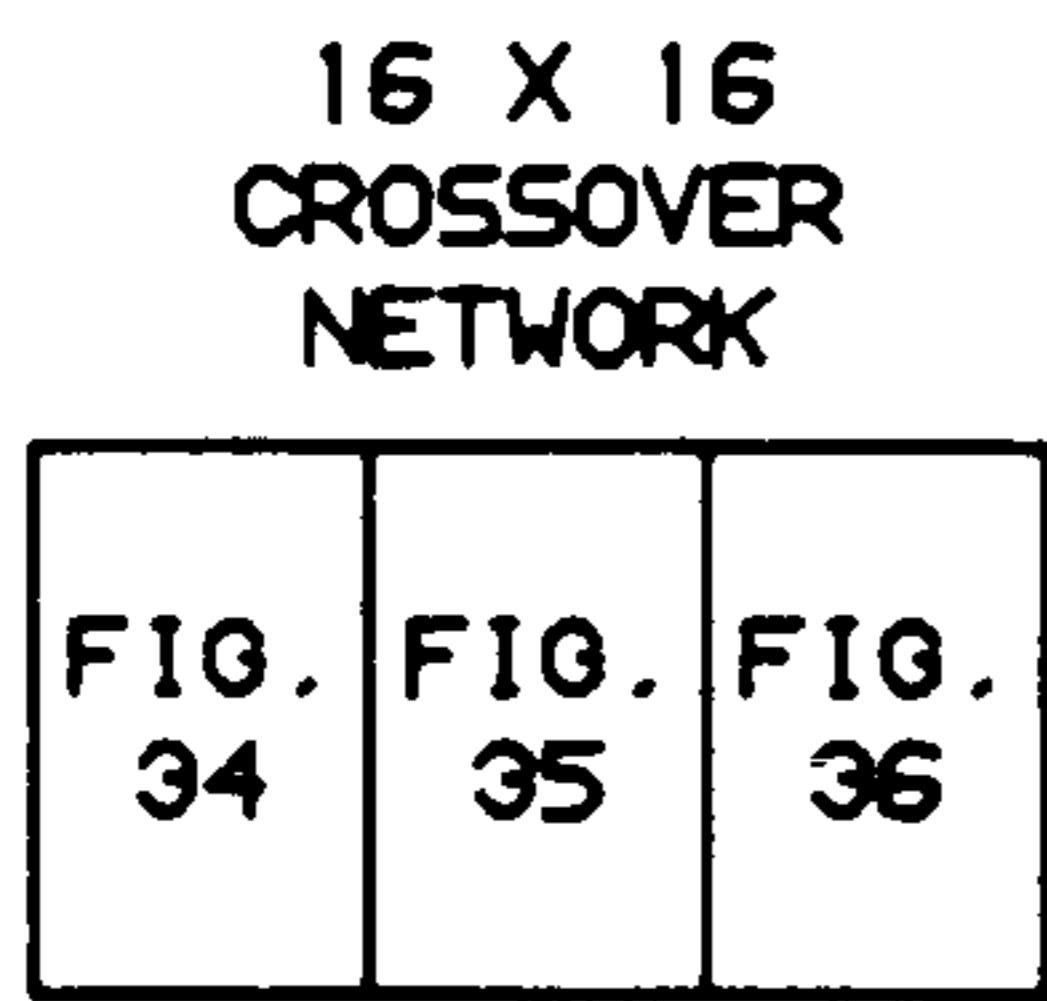 16 X 16
CROSSOVER
NETWORK
FIG. FIG. FIG.
34 35 36